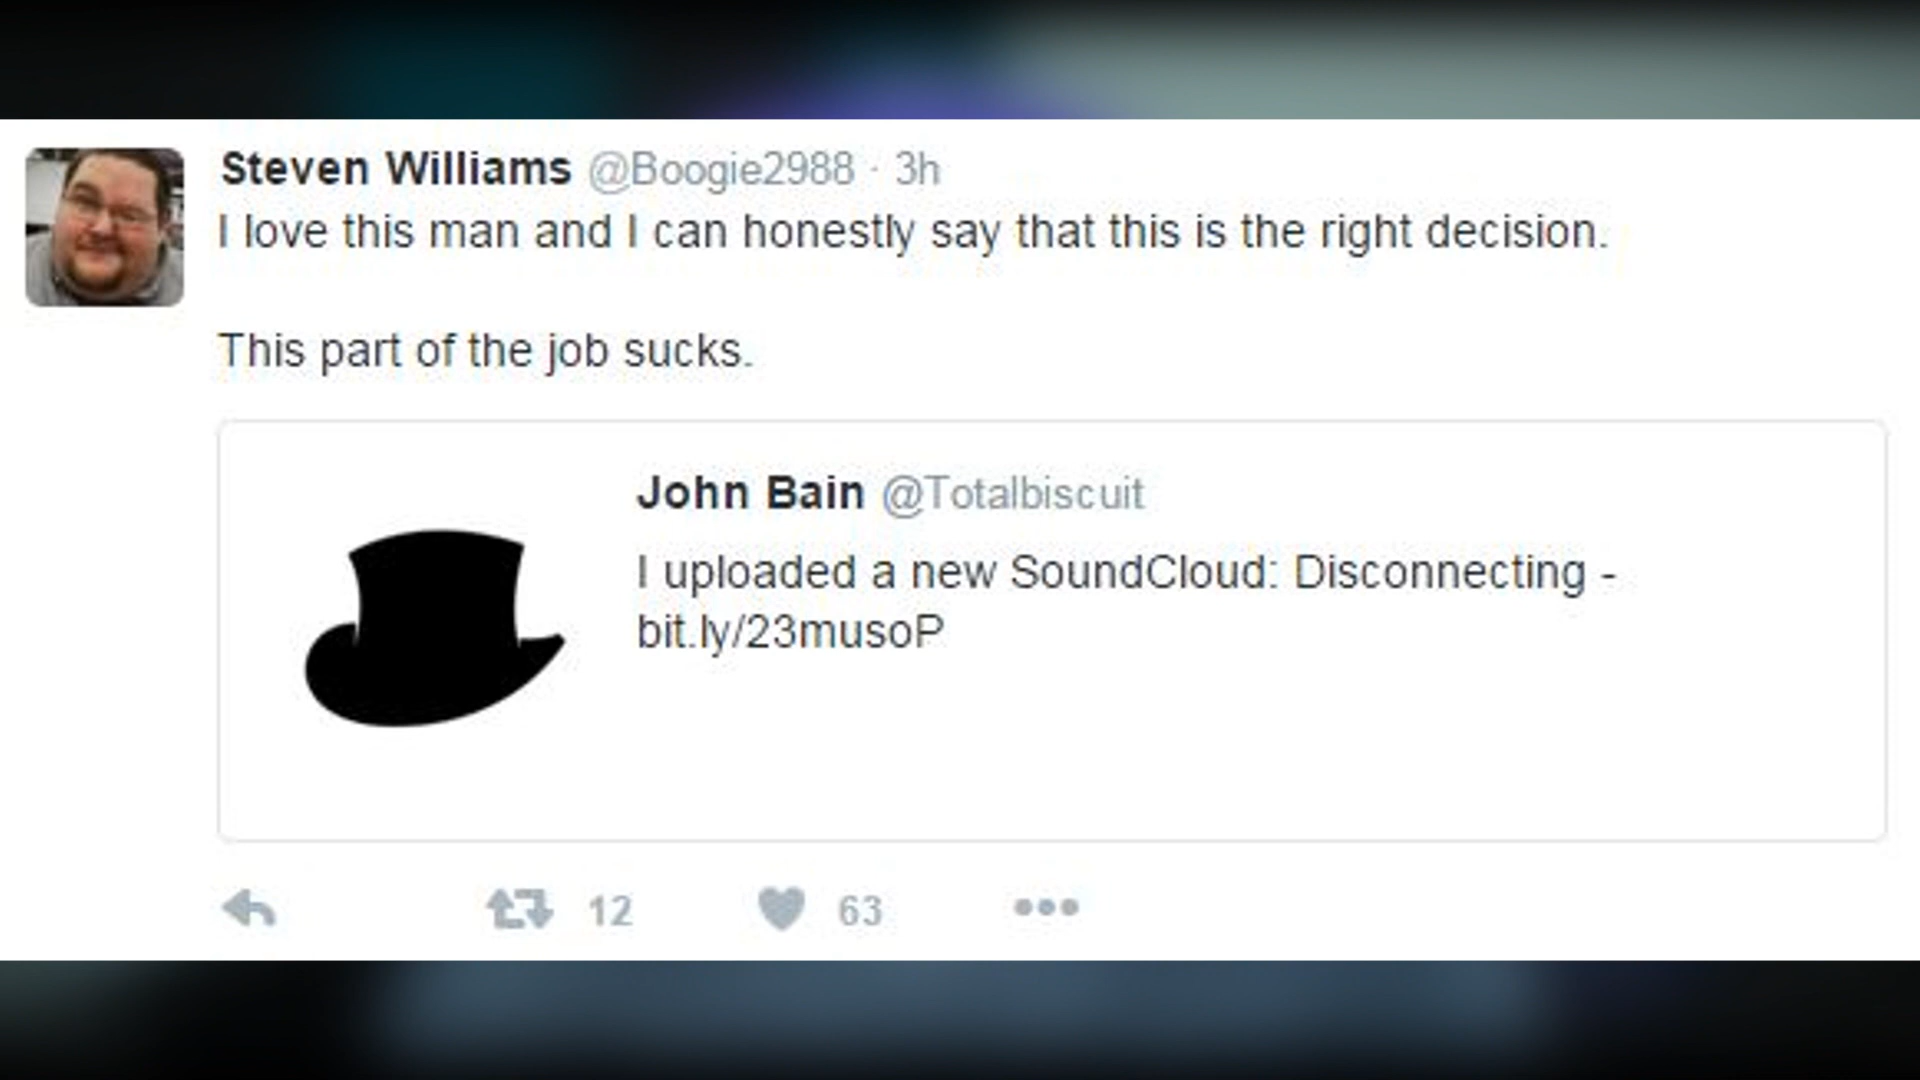 Steven Williams @Boogie2988 · 3h
I love this man and I can honestly say that this is the right decision.
This part of the job sucks.
John Bain @Totalbiscuit
I uploaded a new SoundCloud: Disconnecting -
bit.ly/23musoP
12 63